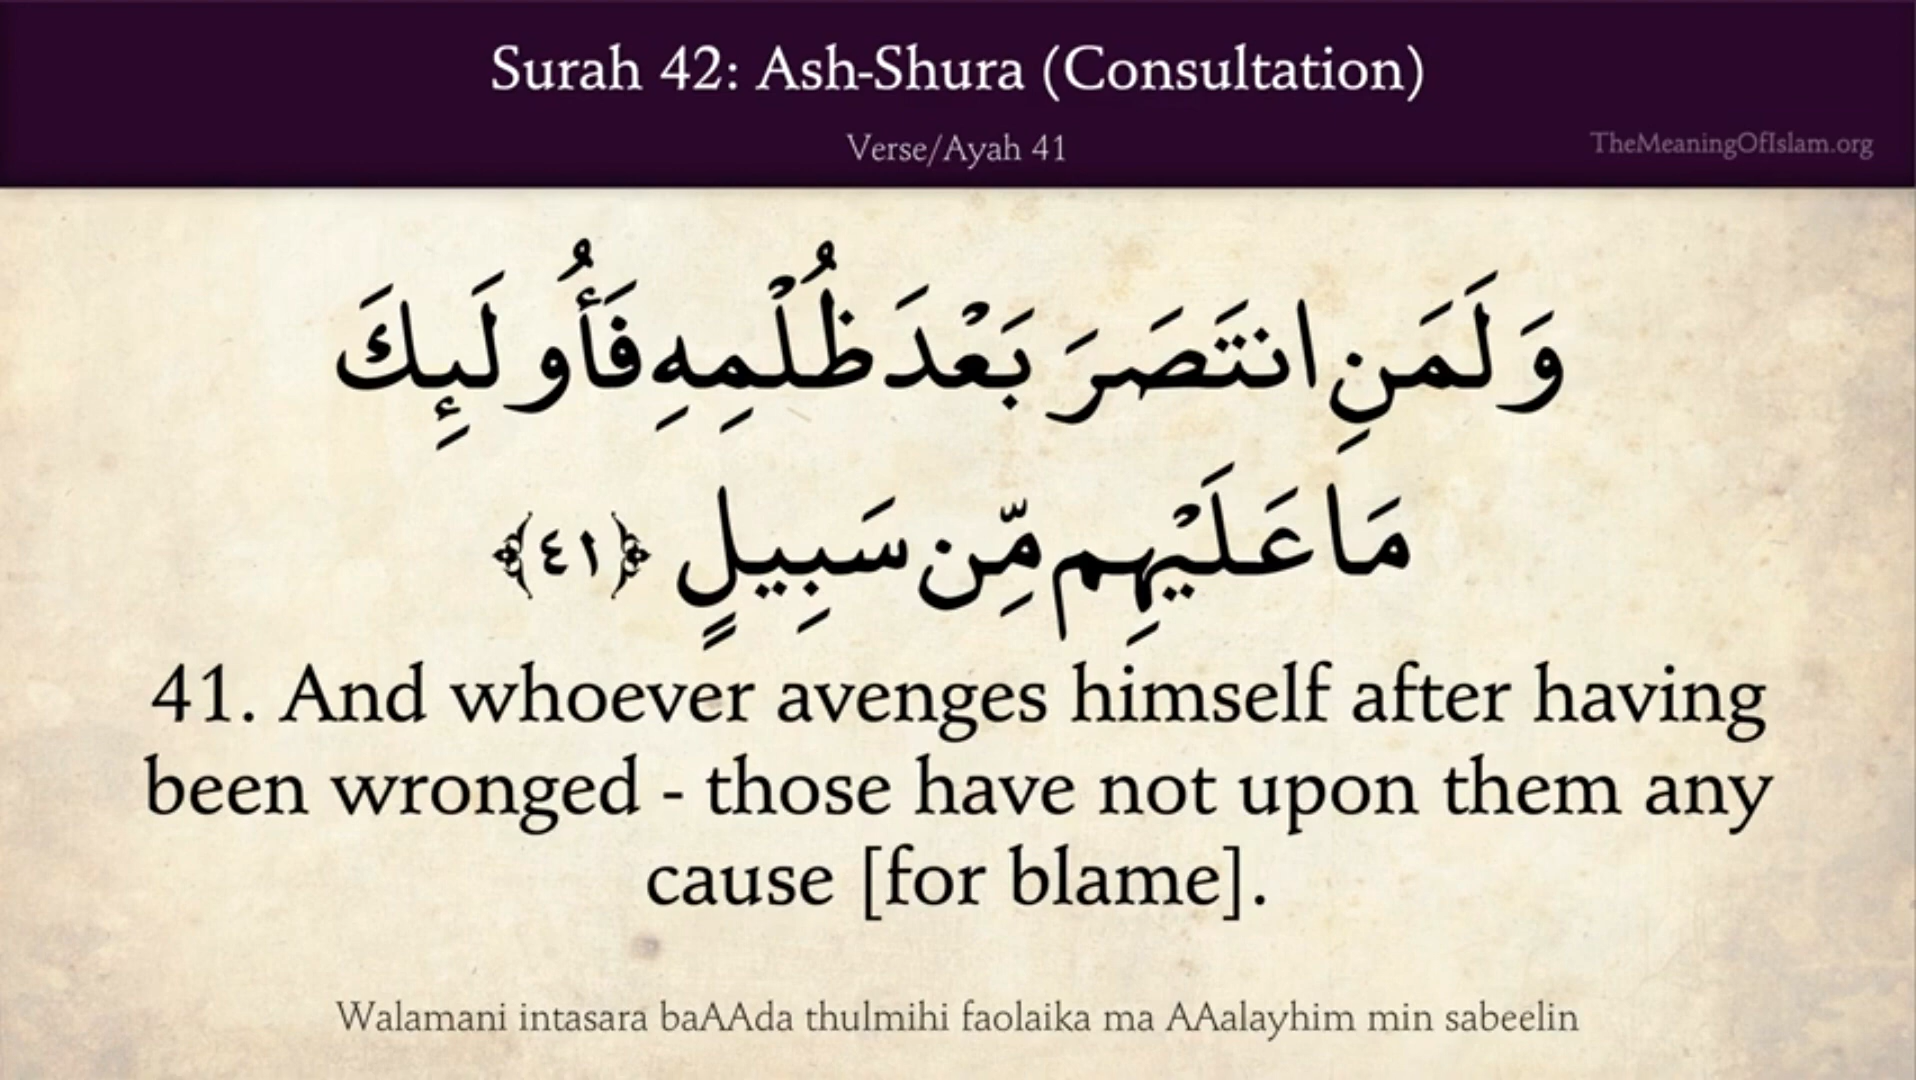 Surah 42: Ash-Shura (Consultation)
Verse/Ayah 41
TheMeaningOfIslam.org
وَلَمَنِ انتَصَرَ بَعْدَ ظُلْمِهِ فَأُولَئِكَ
مَا عَلَيْهِم مِّن سَبِيلٍ ﴿٤١﴾
41. And whoever avenges himself after having
been wronged - those have not upon them any
cause [for blame].
Walamani intasara baAAda thulmihi faolaika ma AAalayhim min sabeelin